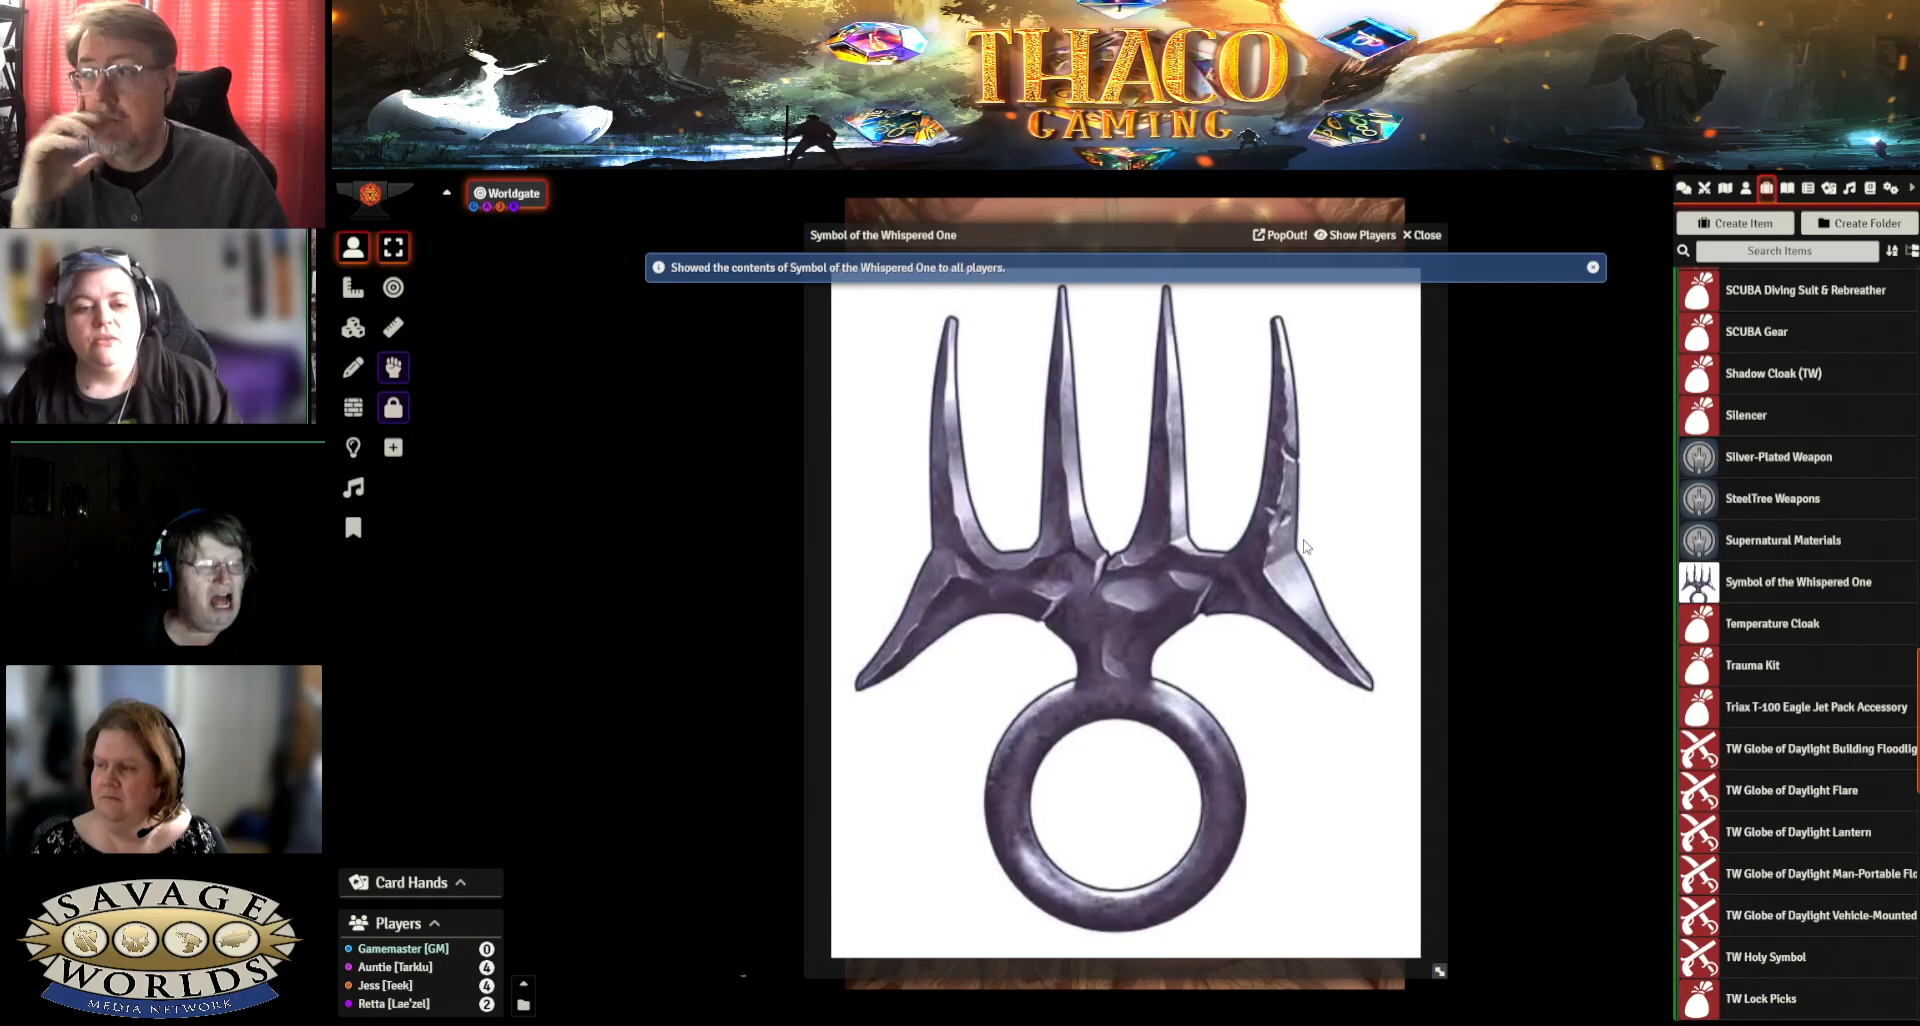 THACO
GAMING
Worldgate
G A J R
Symbol of the Whispered One
PopOut!
Show Players
Close
Showed the contents of Symbol of the Whispered One to all players.
Create Item
Create Folder
Search Items
SCUBA Diving Suit & Rebreather
SCUBA Gear
Shadow Cloak (TW)
Silencer
Silver-Plated Weapon
SteelTree Weapons
Supernatural Materials
Symbol of the Whispered One
Temperature Cloak
Trauma Kit
Triax T-100 Eagle Jet Pack Accessory
TW Globe of Daylight Building Floodlig
TW Globe of Daylight Flare
TW Globe of Daylight Lantern
TW Globe of Daylight Man-Portable Flo
TW Globe of Daylight Vehicle-Mounted
TW Holy Symbol
TW Lock Picks
Card Hands
Players
Gamemaster [GM] 0
Auntie [Tarklu] 4
Jess [Teek] 4
Retta [Lae'zel] 2
SAVAGE
WORLDS
MEDIA NETWORK